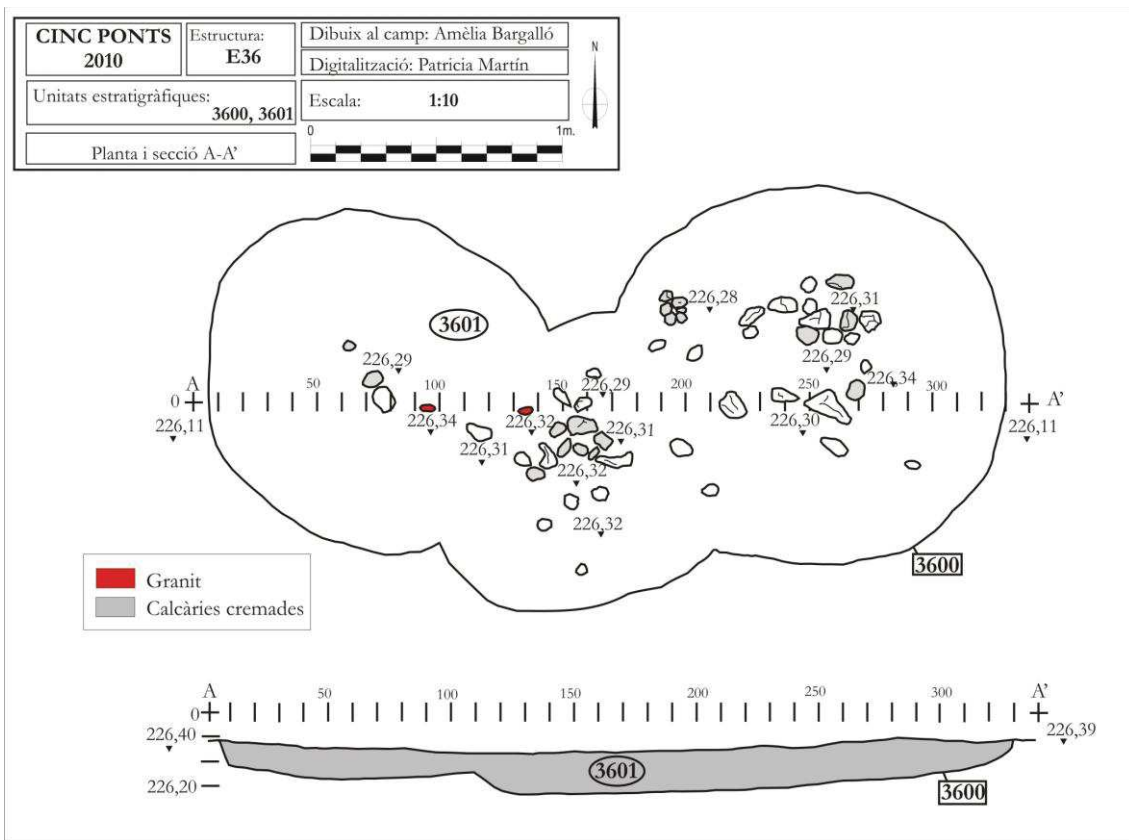 CINC PONTS
2010
Estructura:
E36
Dibuix al camp: Amèlia Bargalló
Digitalització: Patricia Martín
Unitats estratigràfiques:
3600, 3601
Escala: 1:10
Planta i secció A-A'
0 1m.
N
226,28
226,31
3601
226,29
226,29
226,29
226,34
A
50 100 150 200 250 300
0
A'
226,11
226,34
226,32
226,31
226,31
226,30
226,11
226,32
226,32
3600
Granit
Calcàries cremades
A
50 100 150 200 250 300
A'
0
226,40
226,39
3601
226,20
3600